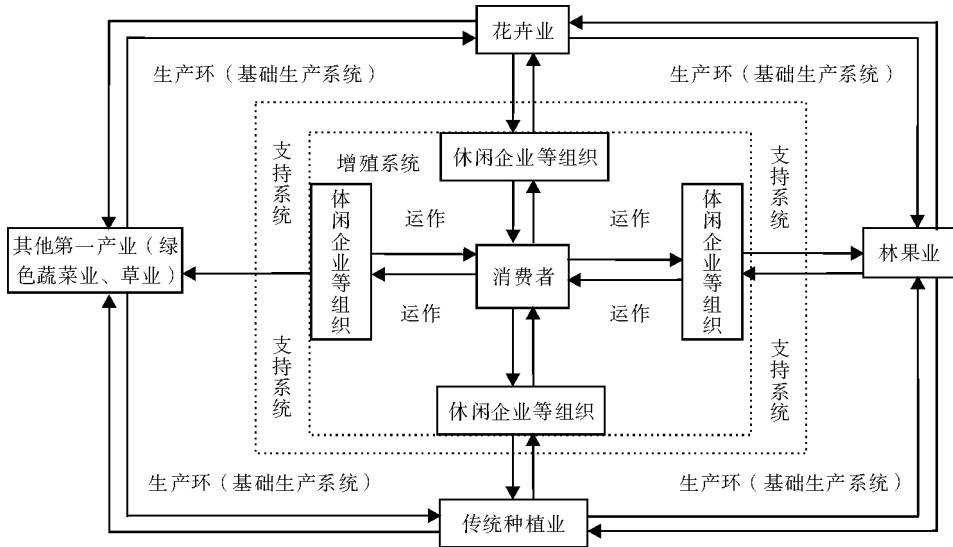 花卉业
生产环（基础生产系统）
生产环（基础生产系统）
支持系统
增殖系统
休闲企业等组织
支持系统
休闲企业等组织
运作
运作
休闲企业等组织
其他第一产业（绿
色蔬菜业、草业）
消费者
林果业
运作
运作
支持系统
支持系统
休闲企业等组织
生产环（基础生产系统）
生产环（基础生产系统）
传统种植业